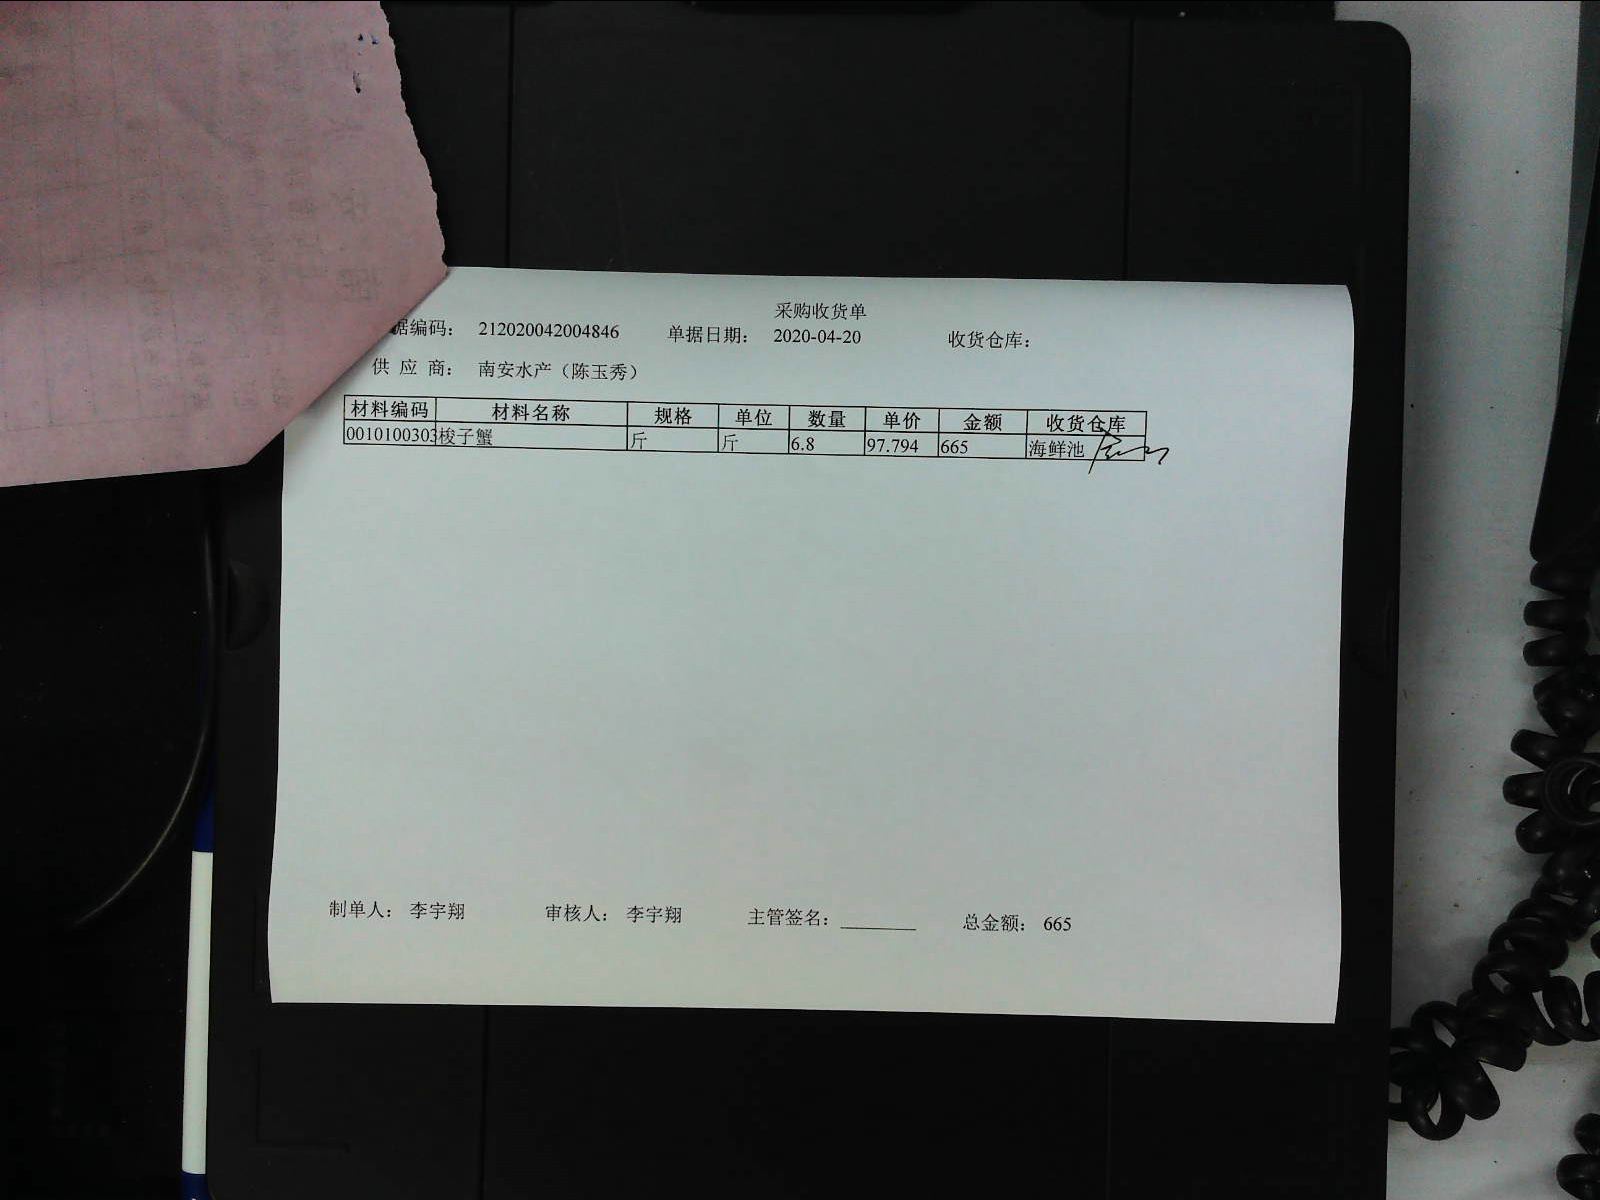 采购收货单
据编码： 212020042004846 单据日期： 2020-04-20 收货仓库：
供 应 商： 南安水产（陈玉秀）
材料编码 材料名称 规格 单位 数量 单价 金额 收货仓库
0010100303 梭子蟹 斤 斤 6.8 97.794 665 海鲜池
制单人： 李宇翔 审核人： 李宇翔 主管签名：________ 总金额： 665